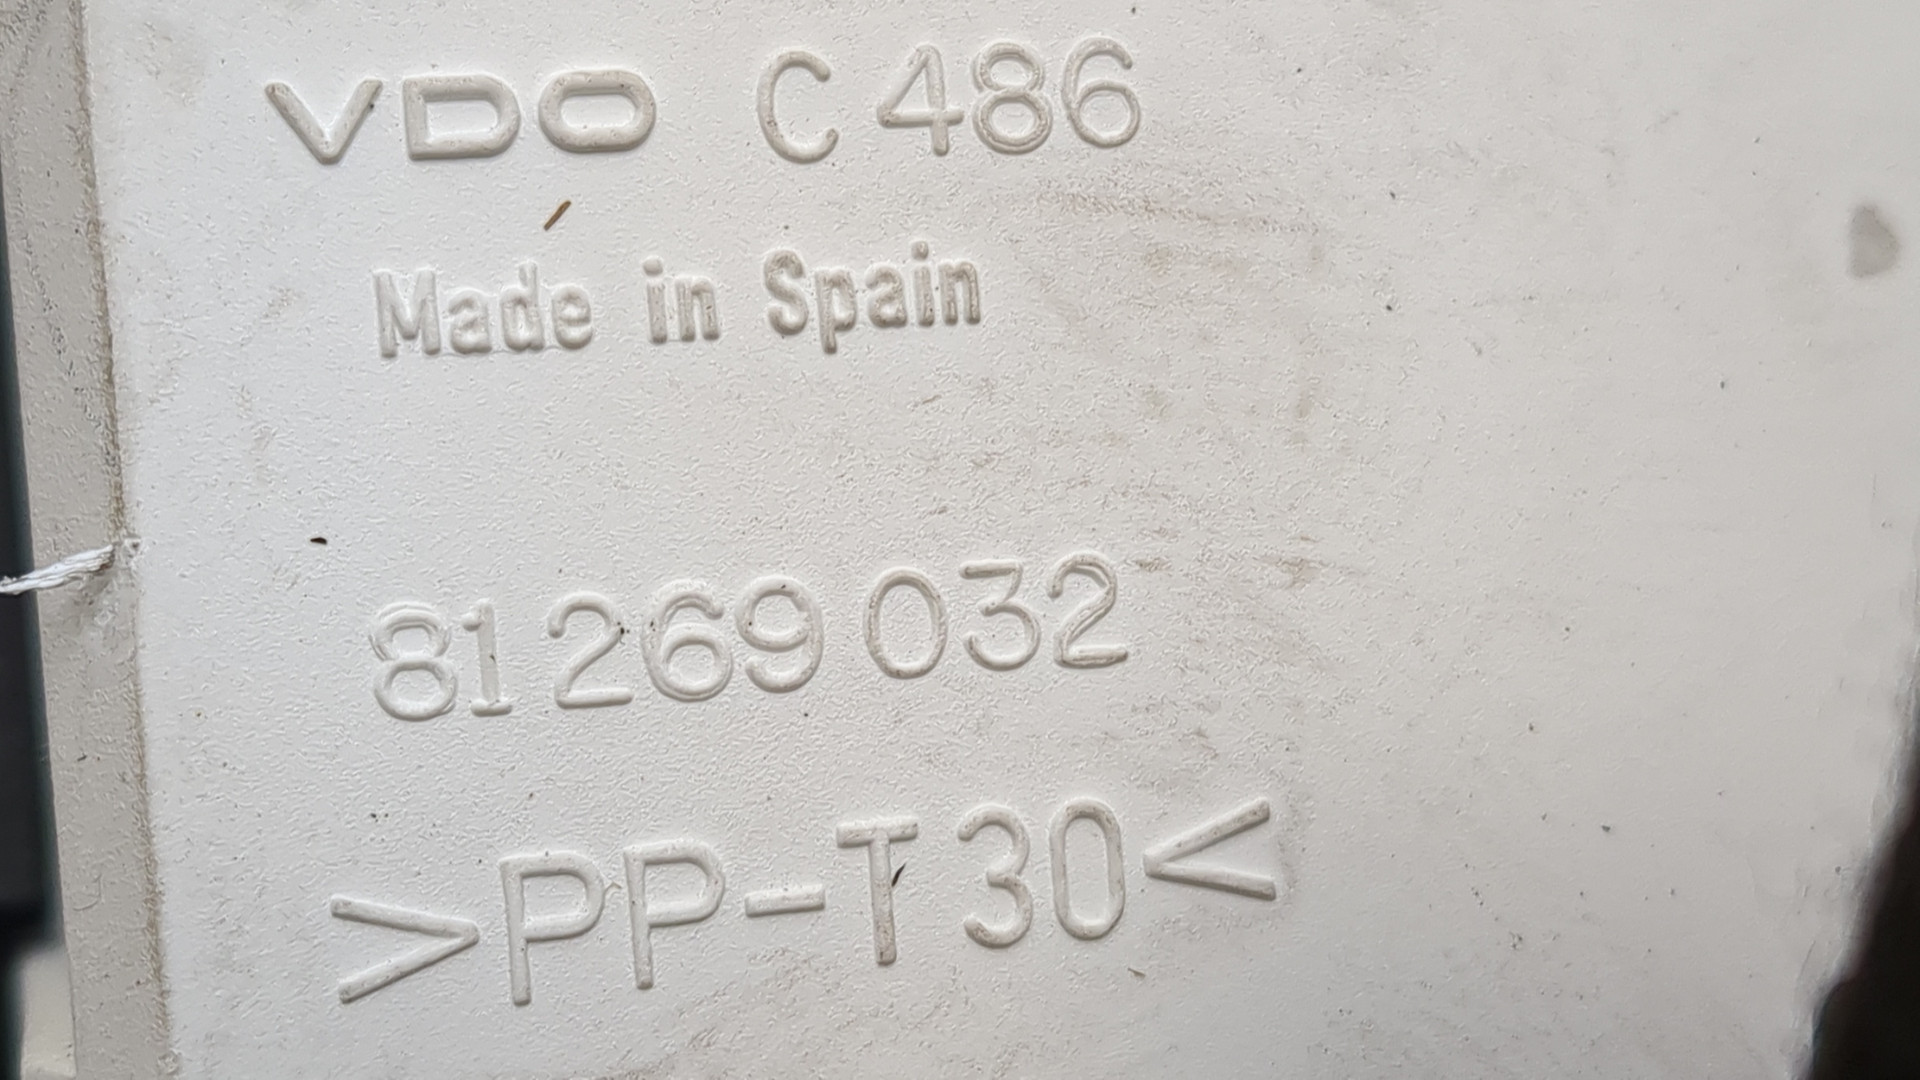 VDO C 486
Made in Spain
81 269 032
>PP-T30<